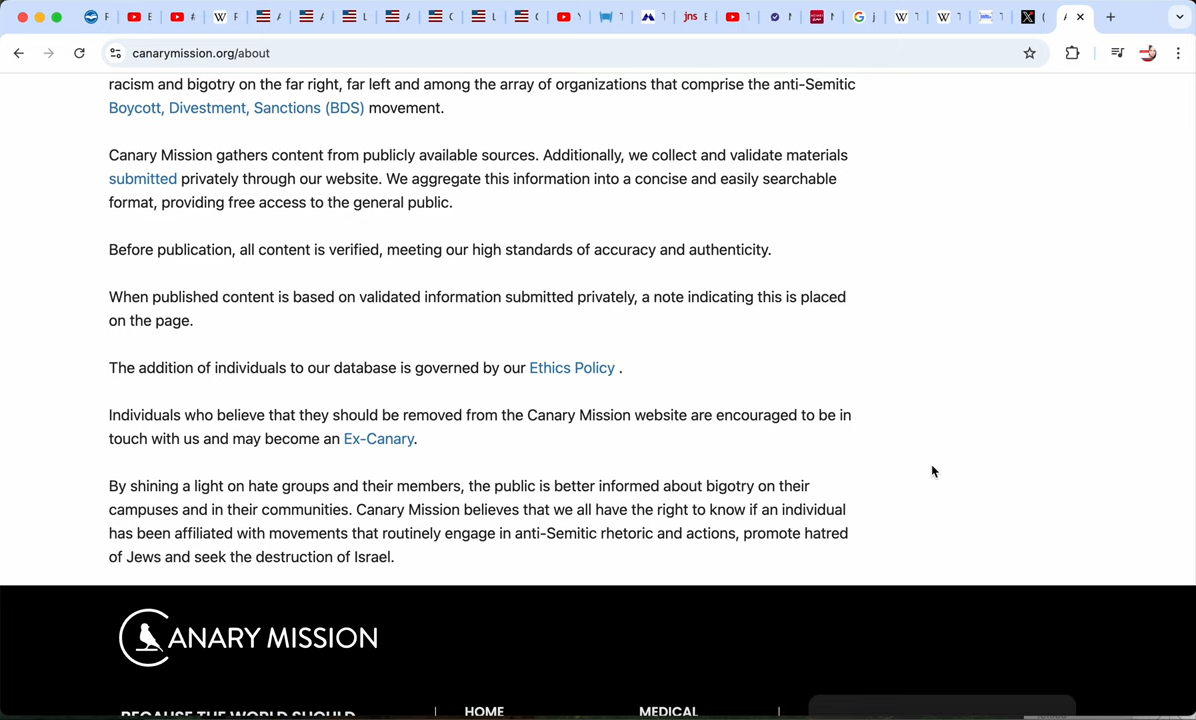 canarymission.org/about
racism and bigotry on the far right, far left and among the array of organizations that comprise the anti-Semitic
Boycott, Divestment, Sanctions (BDS) movement.
Canary Mission gathers content from publicly available sources. Additionally, we collect and validate materials
submitted privately through our website. We aggregate this information into a concise and easily searchable
format, providing free access to the general public.
Before publication, all content is verified, meeting our high standards of accuracy and authenticity.
When published content is based on validated information submitted privately, a note indicating this is placed
on the page.
The addition of individuals to our database is governed by our Ethics Policy .
Individuals who believe that they should be removed from the Canary Mission website are encouraged to be in
touch with us and may become an Ex-Canary.
By shining a light on hate groups and their members, the public is better informed about bigotry on their
campuses and in their communities. Canary Mission believes that we all have the right to know if an individual
has been affiliated with movements that routinely engage in anti-Semitic rhetoric and actions, promote hatred
of Jews and seek the destruction of Israel.
CANARY MISSION
BECAUSE THE WORLD SHOULD
HOME
MEDICAL